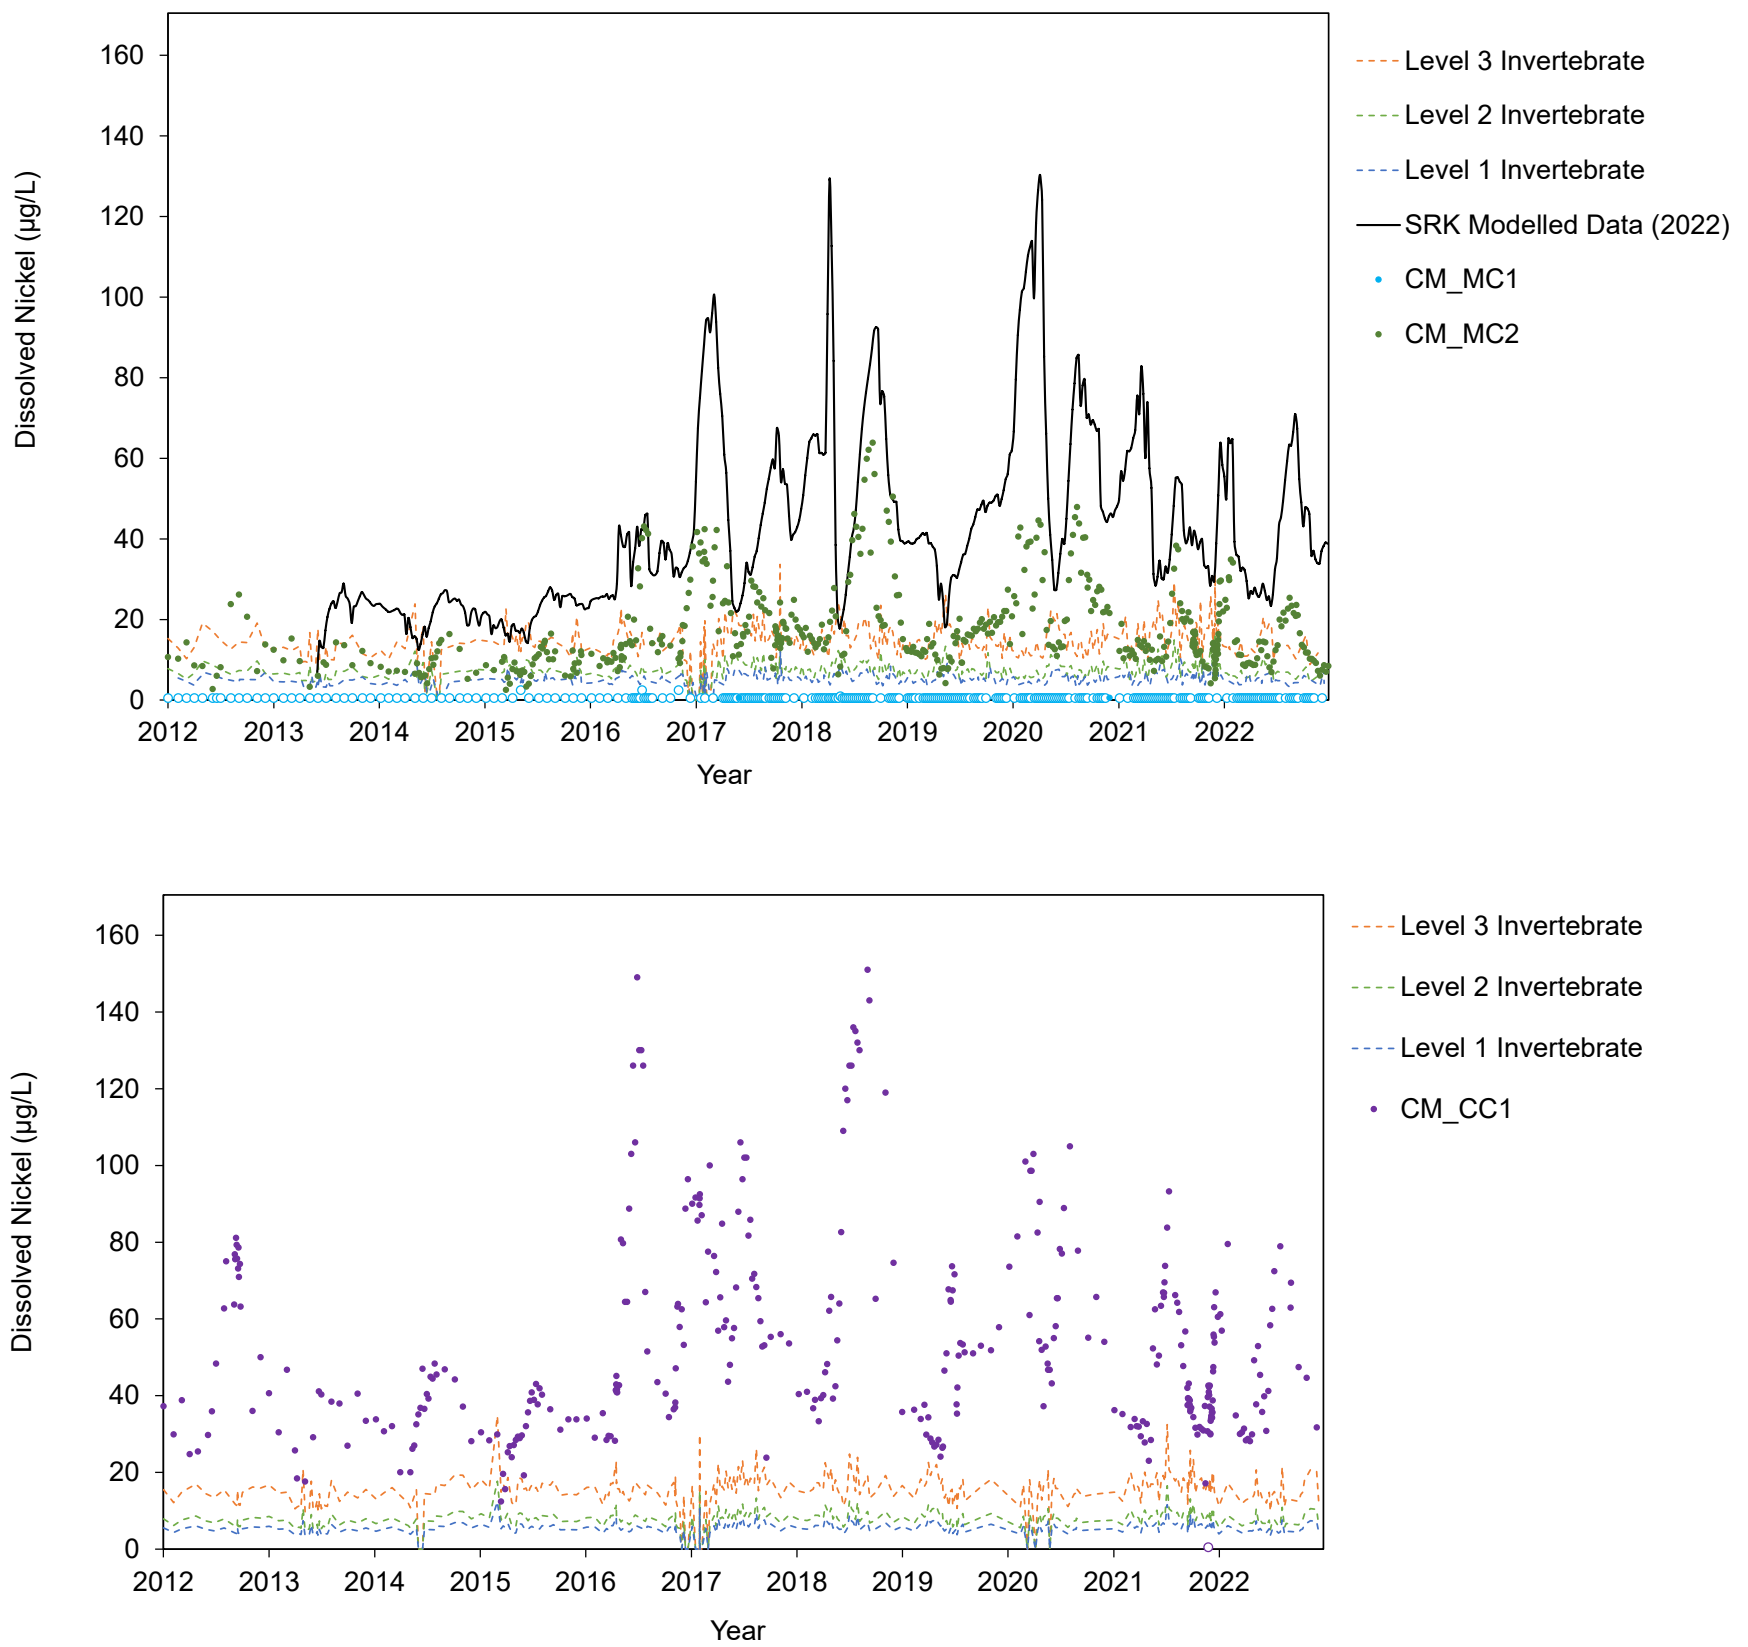 160
140
120
100
80
60
40
20
0
Dissolved Nickel (µg/L)
2012 2013 2014 2015 2016 2017 2018 2019 2020 2021 2022
Year
Level 3 Invertebrate
Level 2 Invertebrate
Level 1 Invertebrate
SRK Modelled Data (2022)
CM_MC1
CM_MC2
160
140
120
100
80
60
40
20
0
Dissolved Nickel (µg/L)
2012 2013 2014 2015 2016 2017 2018 2019 2020 2021 2022
Year
Level 3 Invertebrate
Level 2 Invertebrate
Level 1 Invertebrate
CM_CC1